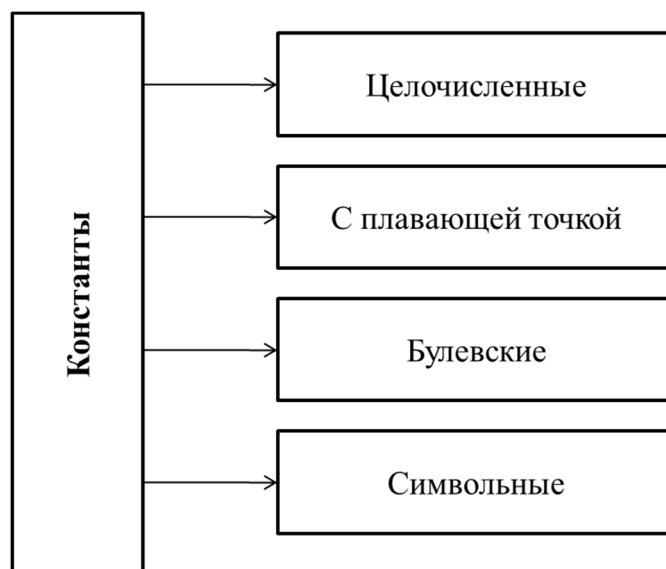 Константы
Целочисленные
С плавающей точкой
Булевские
Символьные